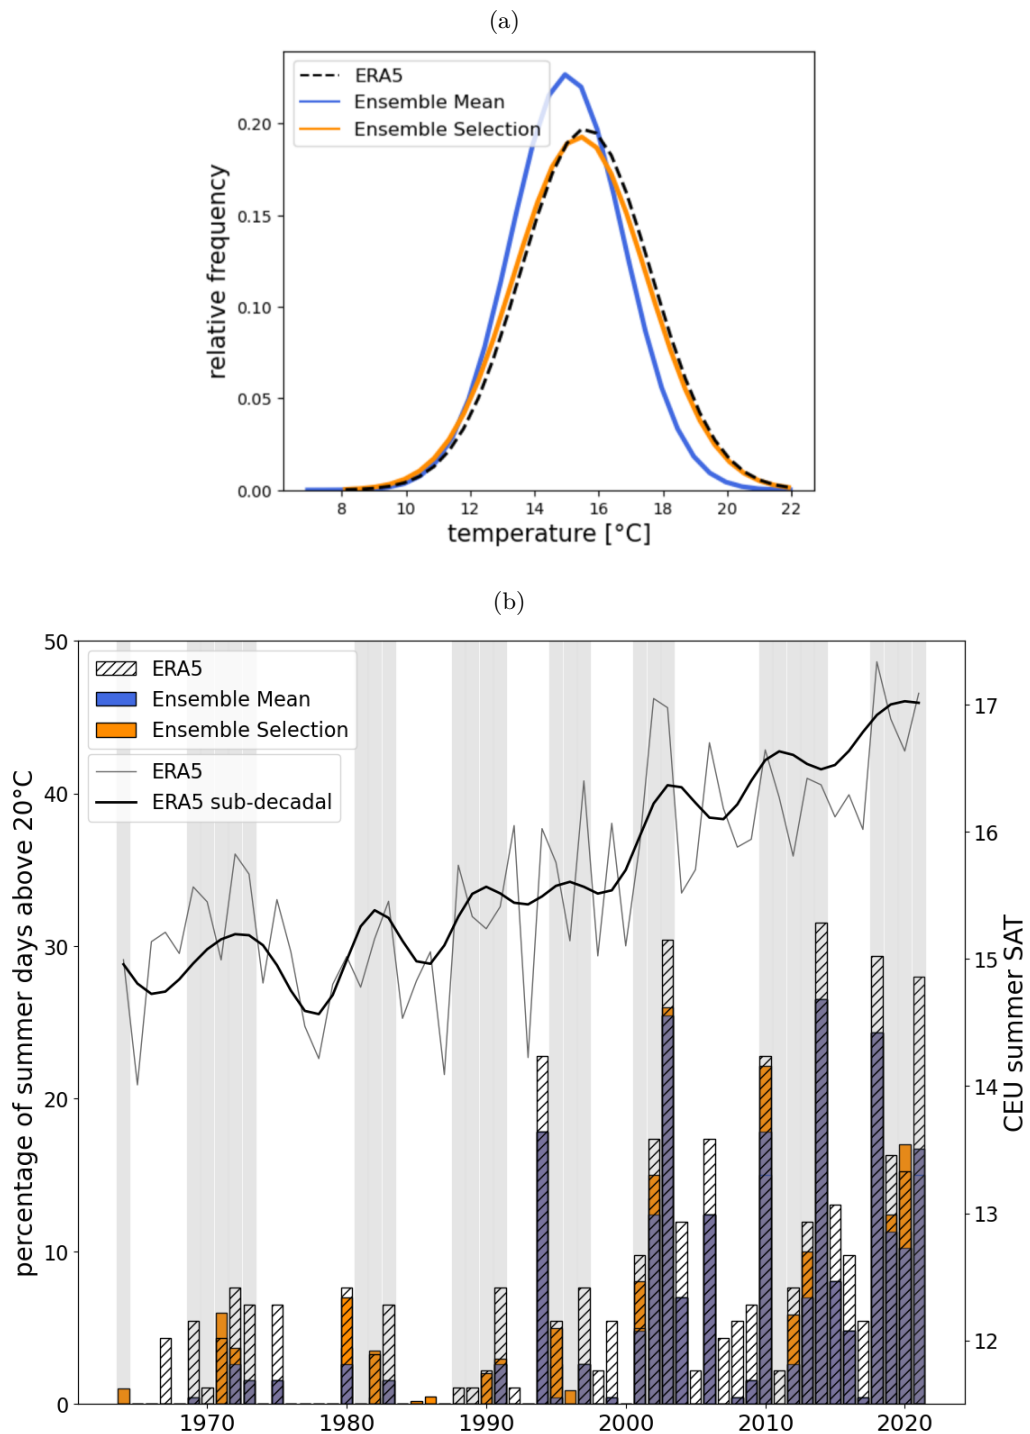 (a)
ERA5
Ensemble Mean
Ensemble Selection
relative frequency
0.20
0.15
0.10
0.05
0.00
8 10 12 14 16 18 20 22
temperature [°C]
(b)
ERA5
Ensemble Mean
Ensemble Selection
ERA5
ERA5 sub-decadal
percentage of summer days above 20°C
50
40
30
20
10
0
17
16
15
14
13
12
CEU summer SAT
1970 1980 1990 2000 2010 2020